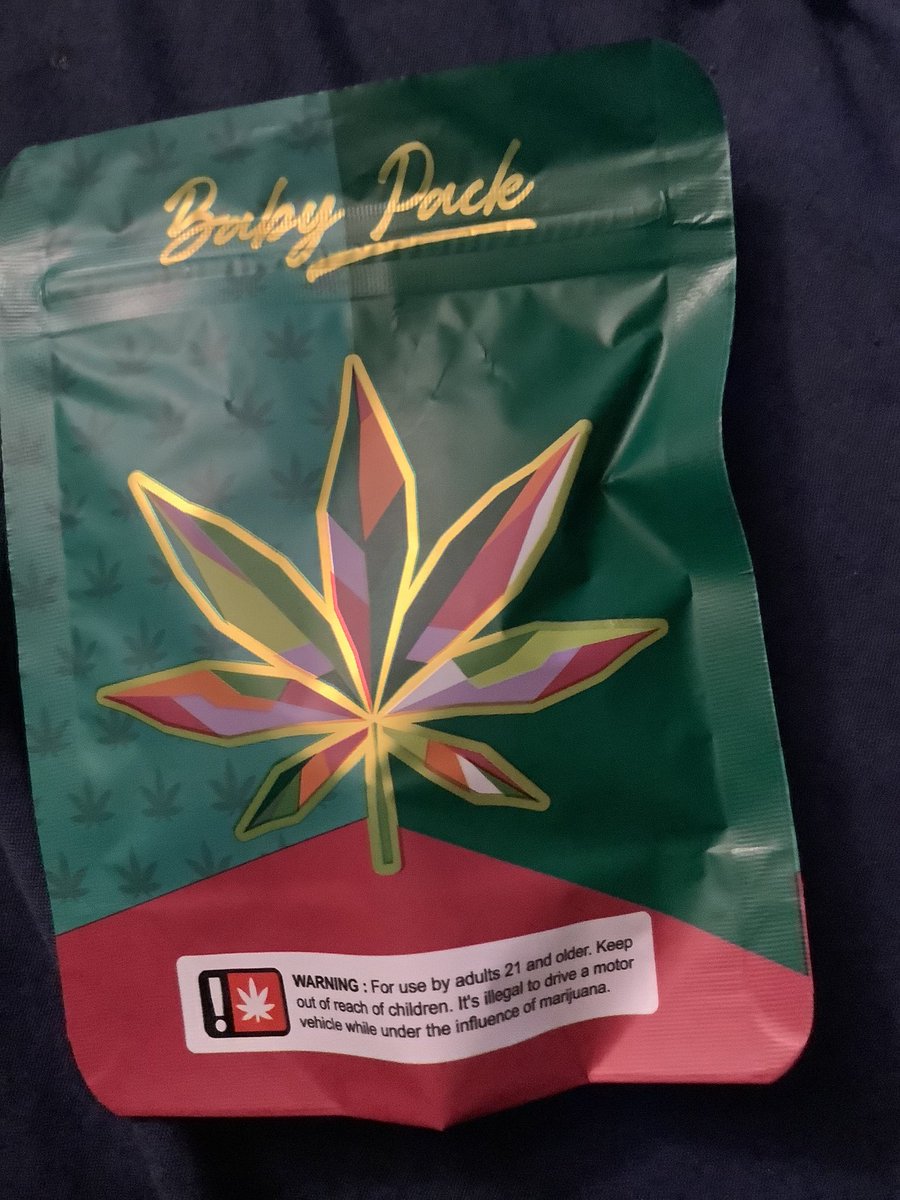 Baby Pack
WARNING : For use by adults 21 and older. Keep
out of reach of children. It's illegal to drive a motor
vehicle while under the influence of marijuana.